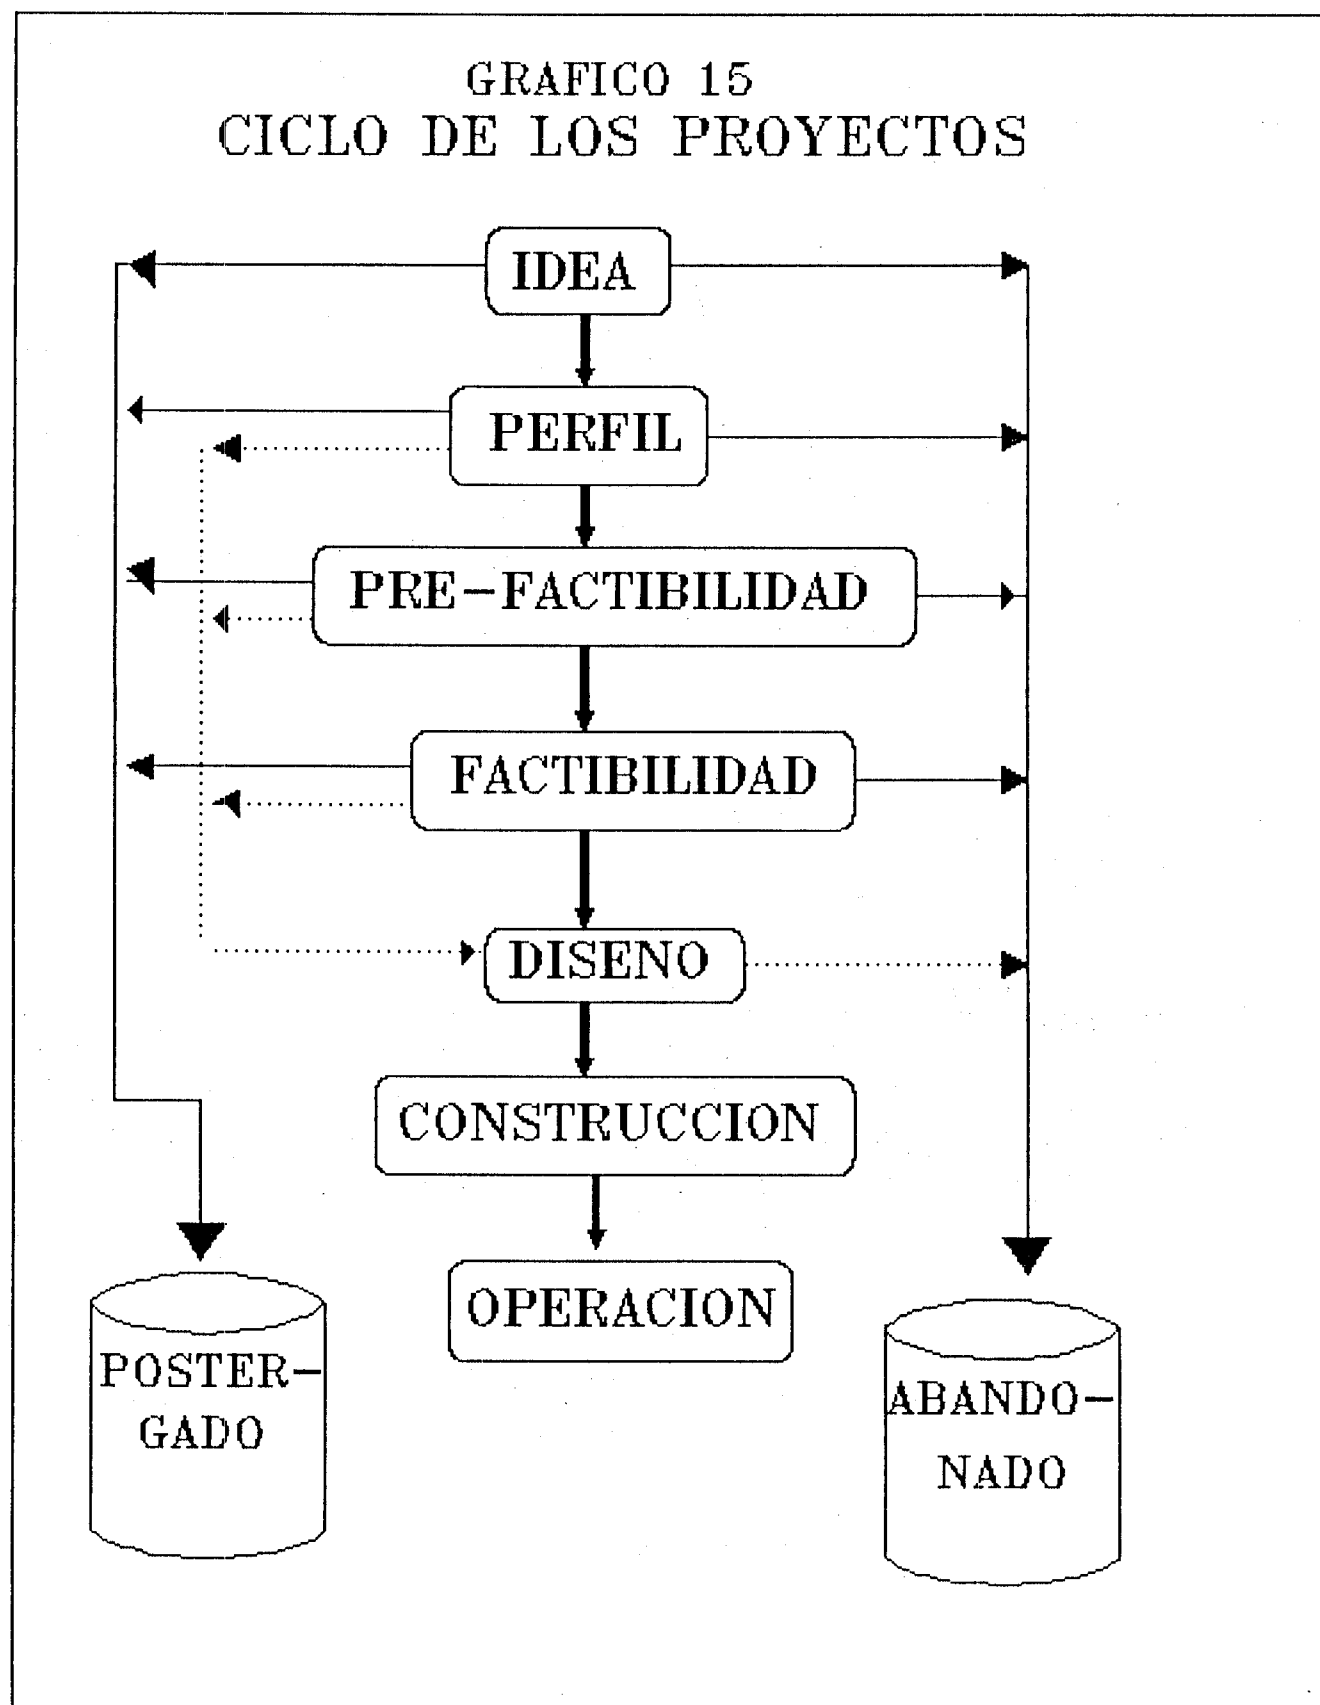 GRAFICO 15
CICLO DE LOS PROYECTOS
IDEA
PERFIL
PRE-FACTIBILIDAD
FACTIBILIDAD
DISENO
CONSTRUCCION
OPERACION
POSTER-
GADO
ABANDO-
NADO